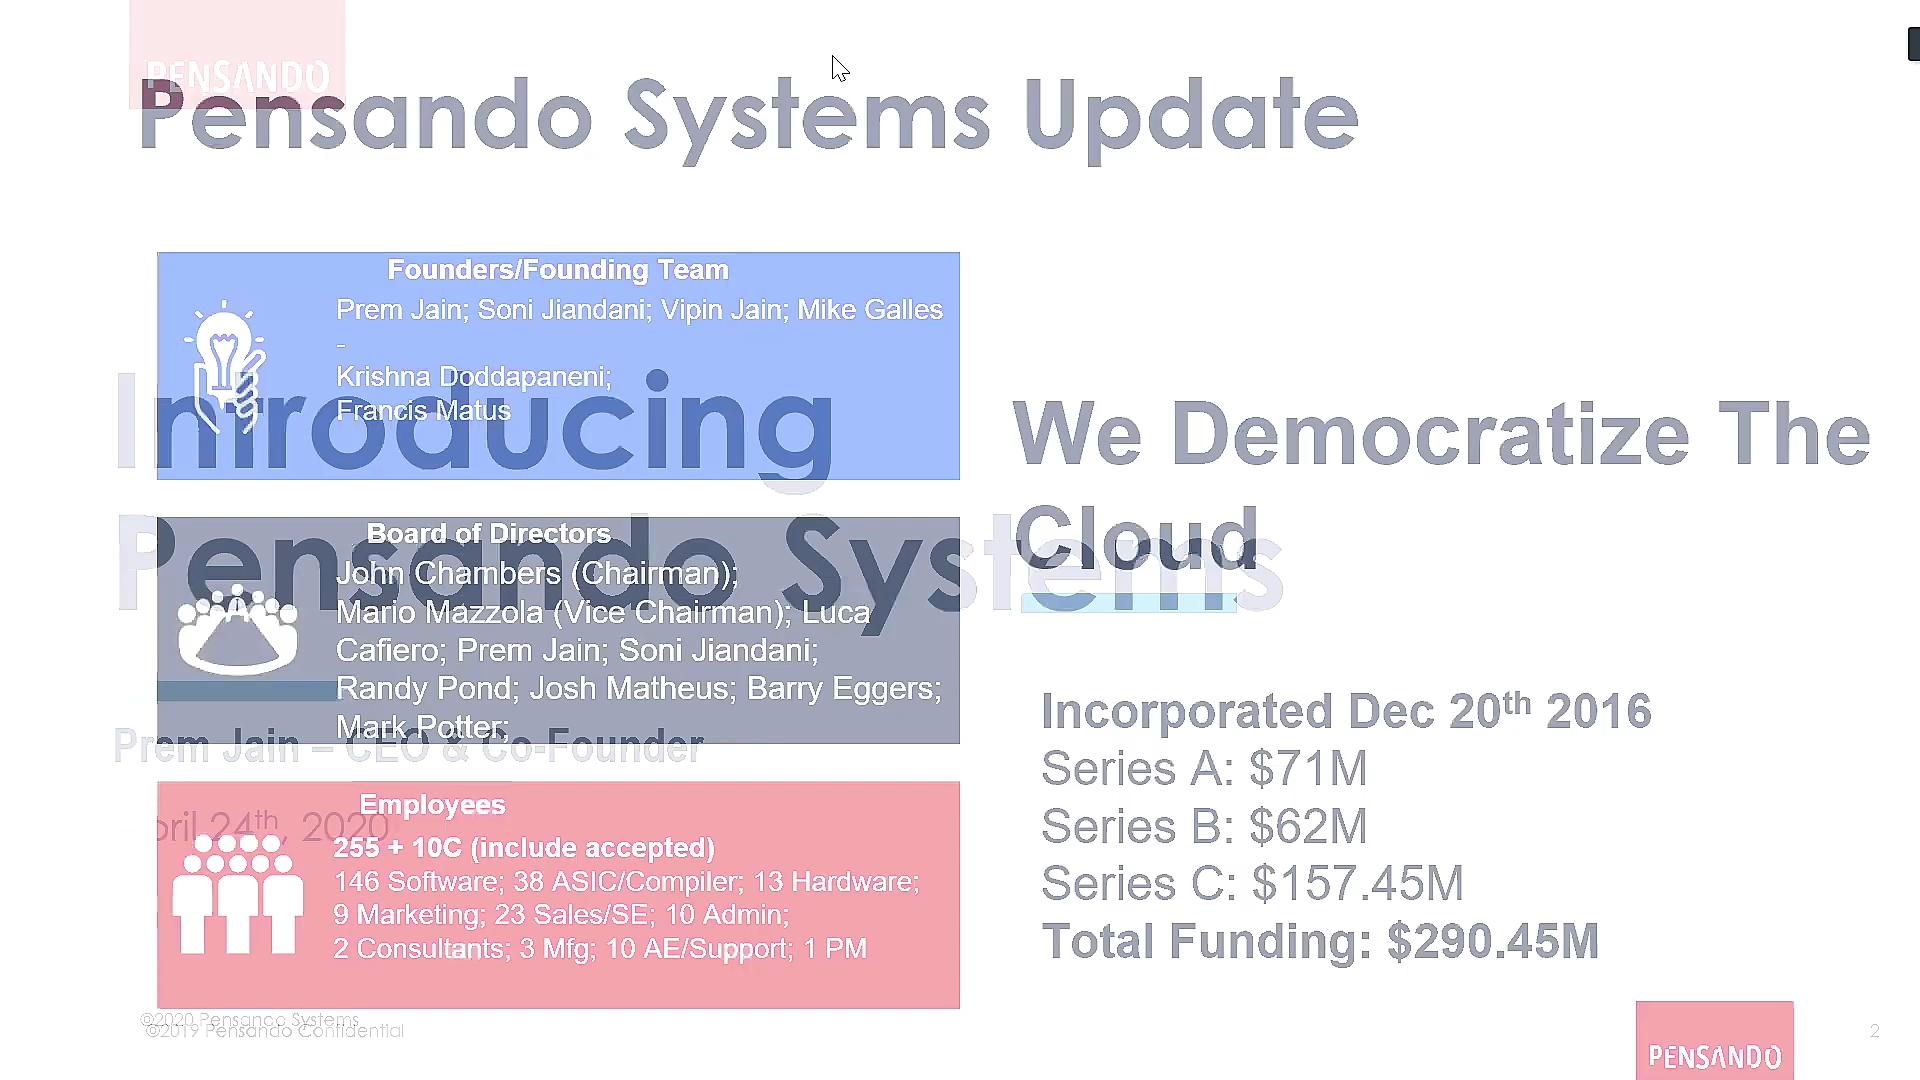 PENSANDO
Pensando Systems Update
Founders/Founding Team
Prem Jain; Soni Jiandani; Vipin Jain; Mike Galles
-
Krishna Doddapaneni;
Francis Matus
Introducing
Pensando Systems
We Democratize The
Cloud
Board of Directors
John Chambers (Chairman);
Mario Mazzola (Vice Chairman); Luca
Cafiero; Prem Jain; Soni Jiandani;
Randy Pond; Josh Matheus; Barry Eggers;
Mark Potter;
Prem Jain – CEO & Co-Founder
Incorporated Dec 20th 2016
Series A: $71M
Series B: $62M
Series C: $157.45M
Total Funding: $290.45M
Employees
pril 24th, 2020
255 + 10C (include accepted)
146 Software; 38 ASIC/Compiler; 13 Hardware;
9 Marketing; 23 Sales/SE; 10 Admin;
2 Consultants; 3 Mfg; 10 AE/Support; 1 PM
©2020 Pensando Systems
©2019 Pensando Confidential
PENSANDO
2